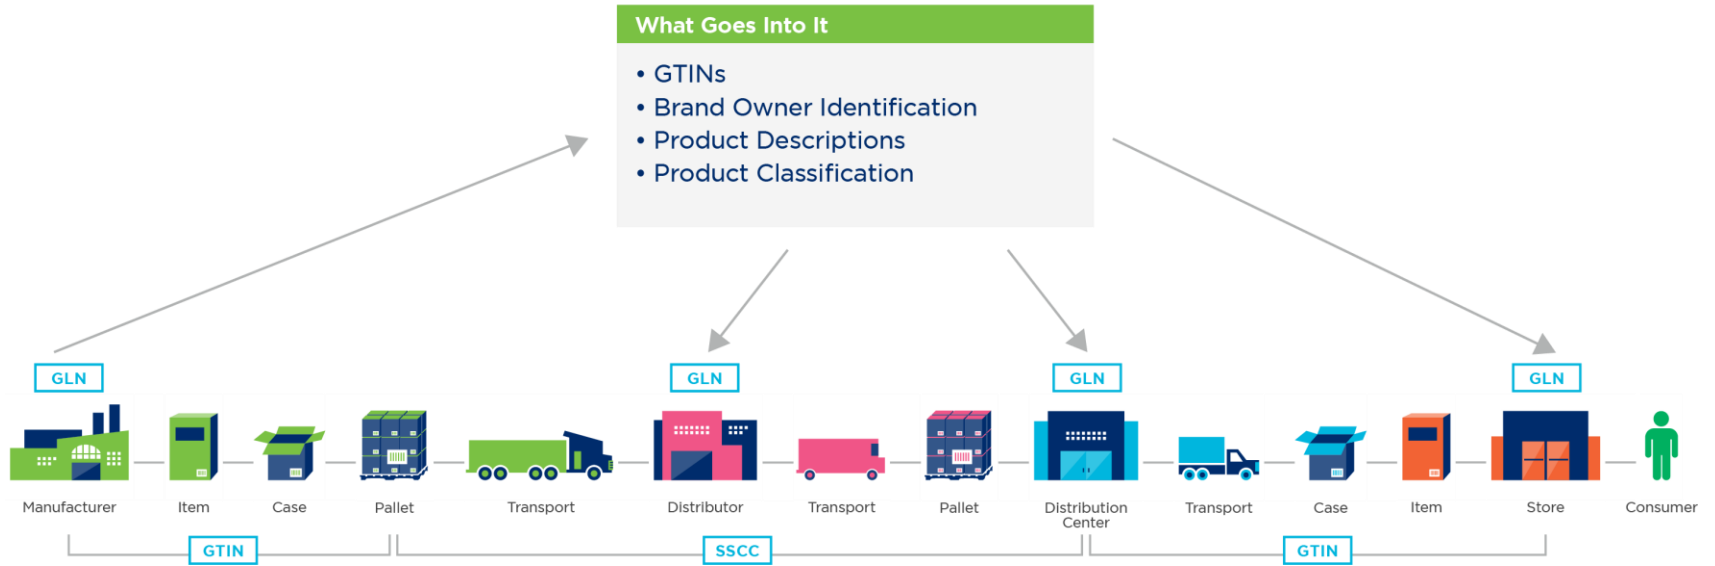 What Goes Into It
• GTINs
• Brand Owner Identification
• Product Descriptions
• Product Classification
GLN
GLN
GLN
GLN
Manufacturer
Item
Case
Pallet
Transport
Distributor
Transport
Pallet
Distribution
Center
Transport
Case
Item
Store
Consumer
GTIN
SSCC
GTIN